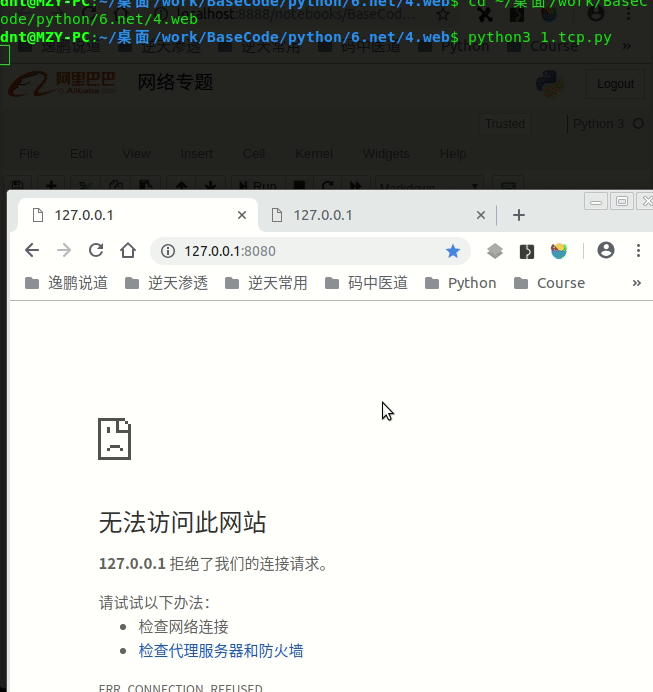 dnt@MZY-PC:~/桌面/work/BaseCode/python/6.net/4.web$ cd ~/桌面/work/BaseC
ode/python/6.net/4.web
dnt@MZY-PC:~/桌面/work/BaseCode/python/6.net/4.web$ python3 1.tcp.py
localhost:8888/notebooks/BaseCod...
逸鹏说道 逆天渗透 逆天常用 码中医道 Python Course »
阿里巴巴 网络专题 Logout
Alibaba.com
Trusted Python 3
File Edit View Insert Cell Kernel Widgets Help
Run Markdown
127.0.0.1 127.0.0.1
127.0.0.1:8080
逸鹏说道 逆天渗透 逆天常用 码中医道 Python Course »
无法访问此网站
127.0.0.1 拒绝了我们的连接请求。
请试试以下办法：
检查网络连接
检查代理服务器和防火墙
ERR_CONNECTION_REFUSED